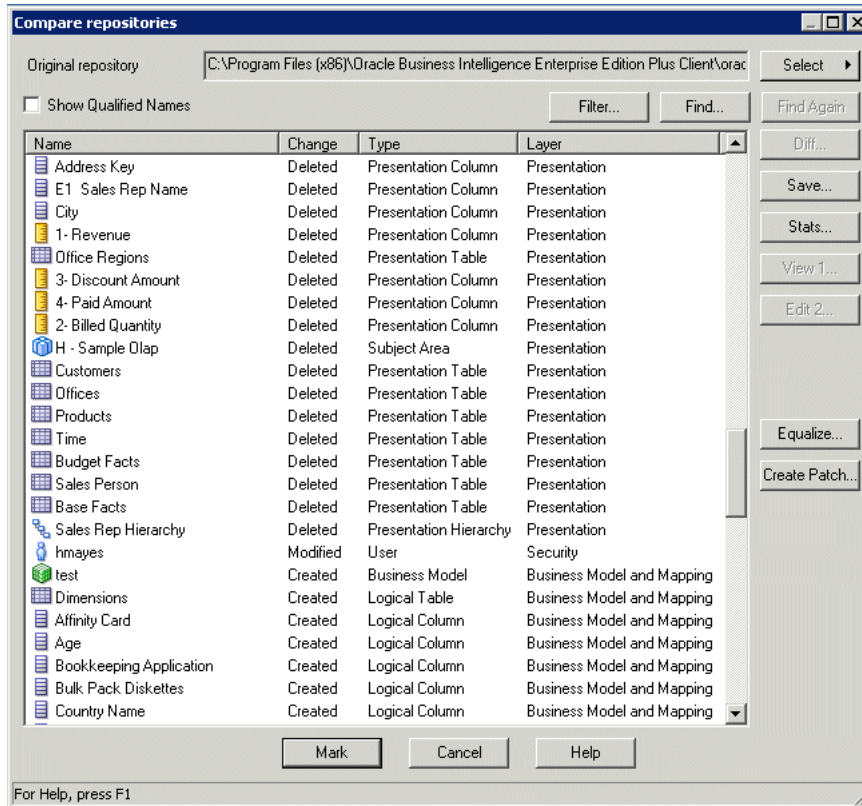 Compare repositories
Original repository C:\Program Files (x86)\Oracle Business Intelligence Enterprise Edition Plus Client\orac Select
Show Qualified Names Filter... Find... Find Again
Name Change Type Layer Diff...
Address Key Deleted Presentation Column Presentation
E1 Sales Rep Name Deleted Presentation Column Presentation Save...
City Deleted Presentation Column Presentation
1- Revenue Deleted Presentation Column Presentation Stats...
Office Regions Deleted Presentation Table Presentation
3- Discount Amount Deleted Presentation Column Presentation View 1...
4- Paid Amount Deleted Presentation Column Presentation
2- Billed Quantity Deleted Presentation Column Presentation Edit 2...
H - Sample Olap Deleted Subject Area Presentation
Customers Deleted Presentation Table Presentation
Offices Deleted Presentation Table Presentation
Products Deleted Presentation Table Presentation
Time Deleted Presentation Table Presentation Equalize...
Budget Facts Deleted Presentation Table Presentation
Sales Person Deleted Presentation Table Presentation Create Patch...
Base Facts Deleted Presentation Table Presentation
Sales Rep Hierarchy Deleted Presentation Hierarchy Presentation
hmayes Modified User Security
test Created Business Model Business Model and Mapping
Dimensions Created Logical Table Business Model and Mapping
Affinity Card Created Logical Column Business Model and Mapping
Age Created Logical Column Business Model and Mapping
Bookkeeping Application Created Logical Column Business Model and Mapping
Bulk Pack Diskettes Created Logical Column Business Model and Mapping
Country Name Created Logical Column Business Model and Mapping
Mark Cancel Help
For Help, press F1